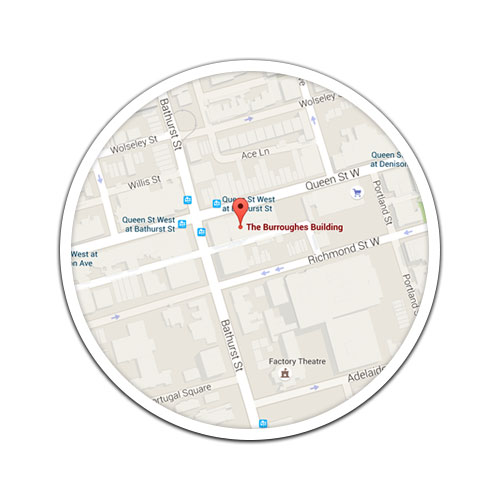 Wolseley
Bathurst St
Wolseley St
Ace Ln
Queen St
at Denison
Willis St
Queen St W
Portland St
Queen St West
at Bathurst St
Queen St West
at Bathurst St
The Burroughes Building
West at
on Ave
Richmond St W
Portland St
Bathurst St
Factory Theatre
Adelaide
ortugal Square